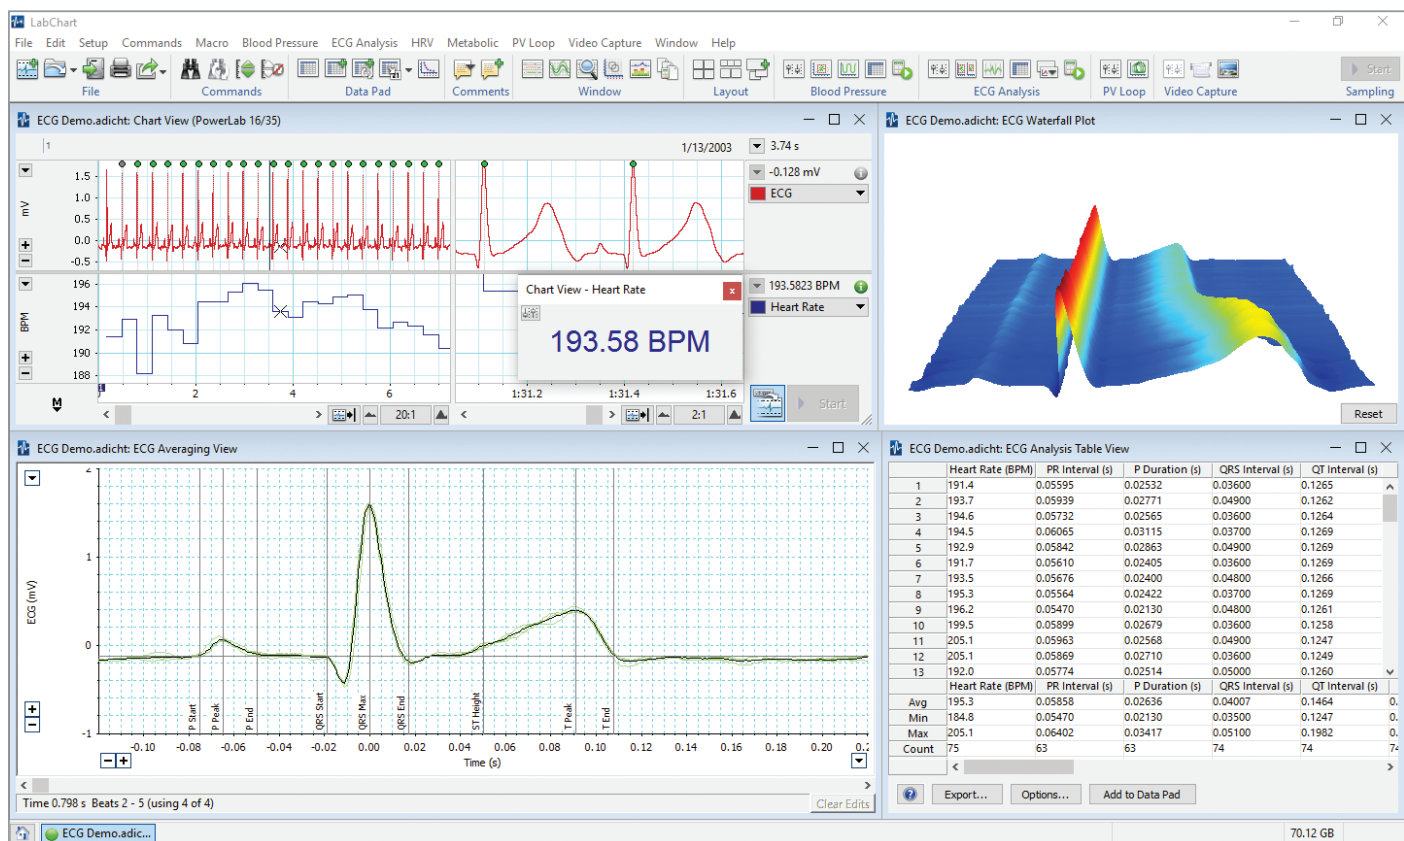 LabChart
File Edit Setup Commands Macro Blood Pressure ECG Analysis HRV Metabolic PV Loop Video Capture Window Help
Start
File Commands Data Pad Comments Window Layout Blood Pressure ECG Analysis PV Loop Video Capture Sampling
ECG Demo.adicht: Chart View (PowerLab 16/35)
1 1/13/2003 3.74 s
-0.128 mV
ECG
mV
1.5
1.0
0.5
0.0
-0.5
193.5823 BPM
Heart Rate
BPM
196
194
192
190
188
Chart View - Heart Rate
193.58 BPM
2 4 6 1:31.2 1:31.4 1:31.6
M
20:1 2:1
Start
ECG Demo.adicht: ECG Waterfall Plot
Reset
ECG Demo.adicht: ECG Averaging View
2
1
0
-1
ECG (mV)
P Start
P Peak
P End
QRS Start
QRS Max
QRS End
ST Height
T Peak
T End
-0.10 -0.08 -0.06 -0.04 -0.02 0.00 0.02 0.04 0.06 0.08 0.10 0.12 0.14 0.16 0.18 0.20
Time (s)
Time 0.798 s Beats 2 - 5 (using 4 of 4)
Clear Edits
ECG Demo.adicht: ECG Analysis Table View
Heart Rate (BPM) PR Interval (s) P Duration (s) QRS Interval (s) QT Interval (s)
1 191.4 0.05595 0.02532 0.03600 0.1265
2 193.7 0.05939 0.02771 0.04900 0.1262
3 194.6 0.05732 0.02565 0.03600 0.1264
4 194.5 0.06065 0.03115 0.03700 0.1269
5 192.9 0.05842 0.02863 0.04900 0.1269
6 191.7 0.05610 0.02405 0.03600 0.1269
7 193.5 0.05676 0.02400 0.04800 0.1266
8 195.3 0.05564 0.02422 0.03700 0.1269
9 196.2 0.05470 0.02130 0.04800 0.1261
10 199.5 0.05899 0.02679 0.03600 0.1258
11 205.1 0.05963 0.02568 0.04900 0.1247
12 205.1 0.05869 0.02710 0.03600 0.1249
13 192.0 0.05774 0.02514 0.05000 0.1260
Heart Rate (BPM) PR Interval (s) P Duration (s) QRS Interval (s) QT Interval (s)
Avg 195.3 0.05858 0.02636 0.04007 0.1464 0.
Min 184.8 0.05470 0.02130 0.03500 0.1247 0.
Max 205.1 0.06402 0.03417 0.05100 0.1982 0.
Count 75 63 63 74 74 74
Export... Options... Add to Data Pad
ECG Demo.adic...
70.12 GB